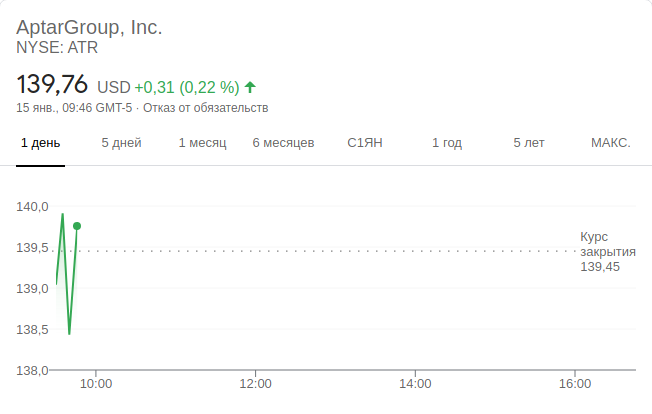 AptarGroup, Inc.
NYSE: ATR
139,76 USD +0,31 (0,22 %)
15 янв., 09:46 GMT-5 · Отказ от обязательств
1 день 5 дней 1 месяц 6 месяцев С1ЯН 1 год 5 лет МАКС.
140,0
139,5
139,0
138,5
138,0
Курс
закрытия
139,45
10:00 12:00 14:00 16:00